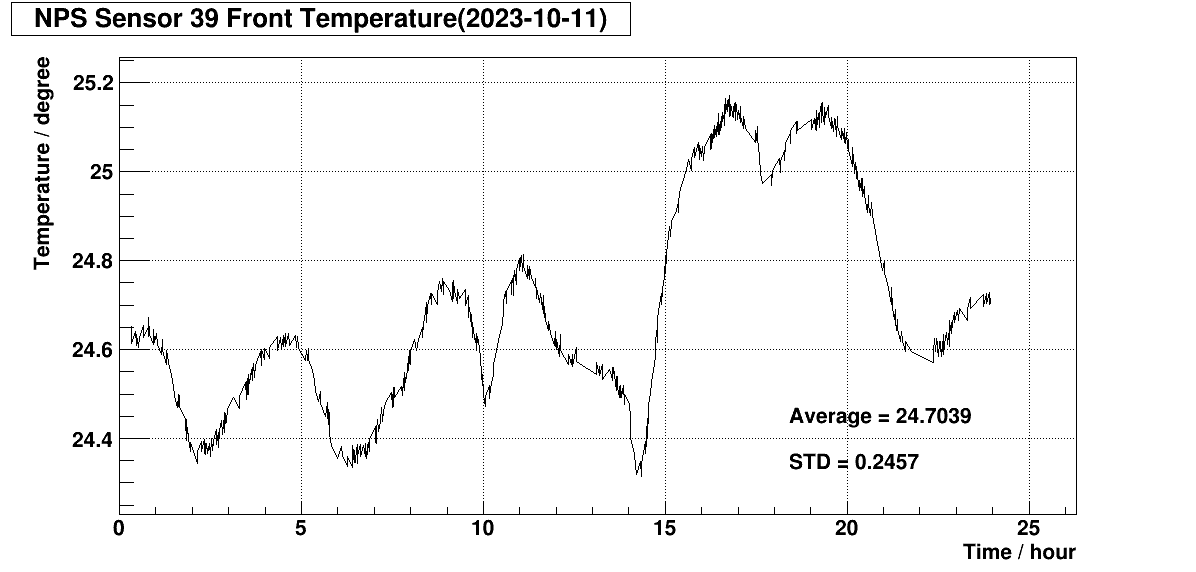 NPS Sensor 39 Front Temperature(2023-10-11)
Temperature / degree
25.2
25
24.8
24.6
24.4
Average = 24.7039
STD = 0.2457
0 5 10 15 20 25
Time / hour